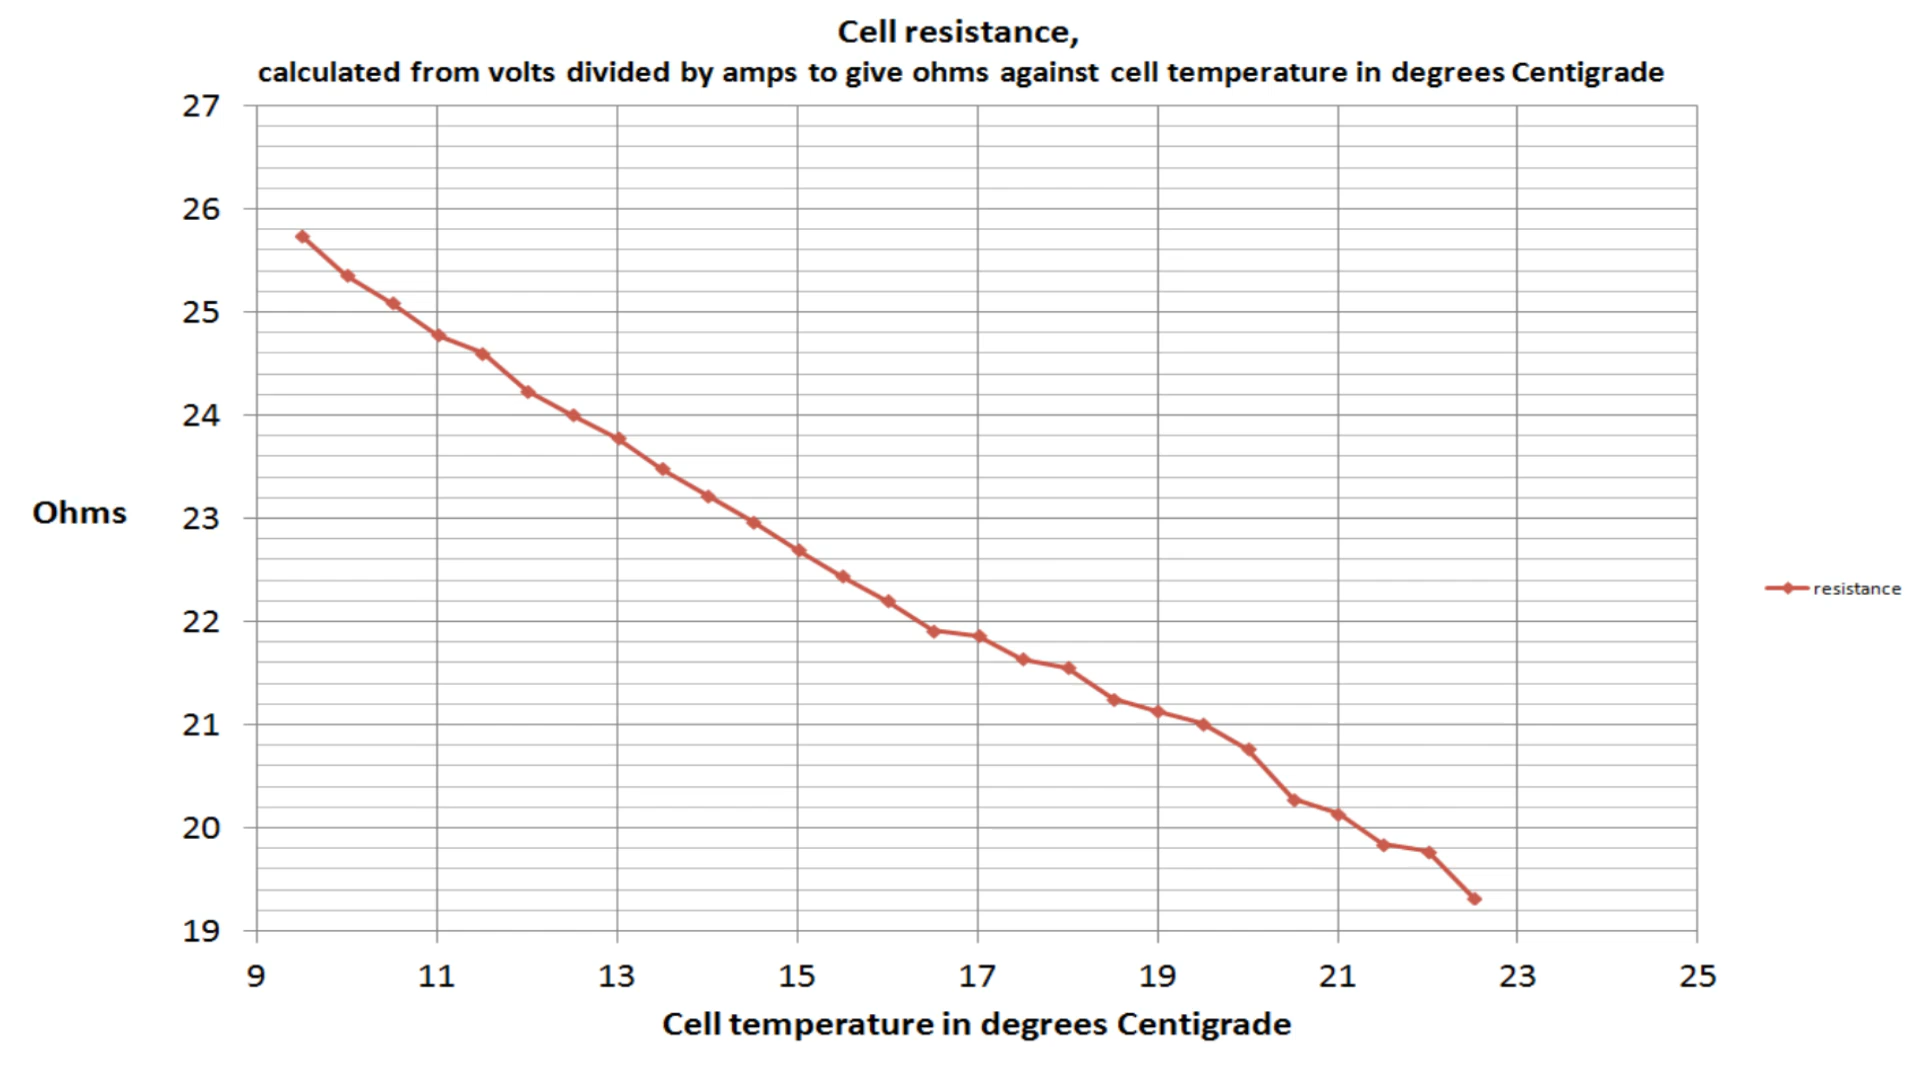 Cell resistance,
calculated from volts divided by amps to give ohms against cell temperature in degrees Centigrade
27
26
25
24
Ohms
23
22
21
20
19
resistance
9 11 13 15 17 19 21 23 25
Cell temperature in degrees Centigrade